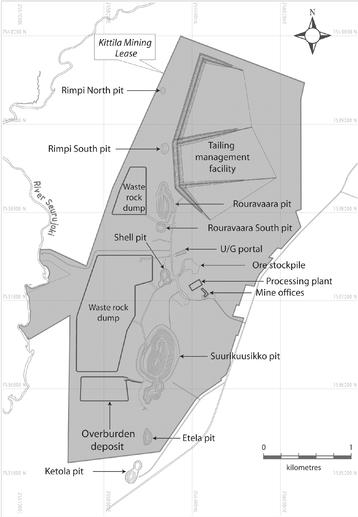 N
Kittila Mining
Lease
Rimpi North pit
Rimpi South pit
Tailing
management
facility
Waste
rock
dump
River Seurujoki
Rouravaara pit
Rouravaara South pit
Shell pit
U/G portal
Ore stockpile
Processing plant
Mine offices
Waste rock
dump
Suurikuusikko pit
Overburden
deposit
Etela pit
Ketola pit
0 1
kilometres